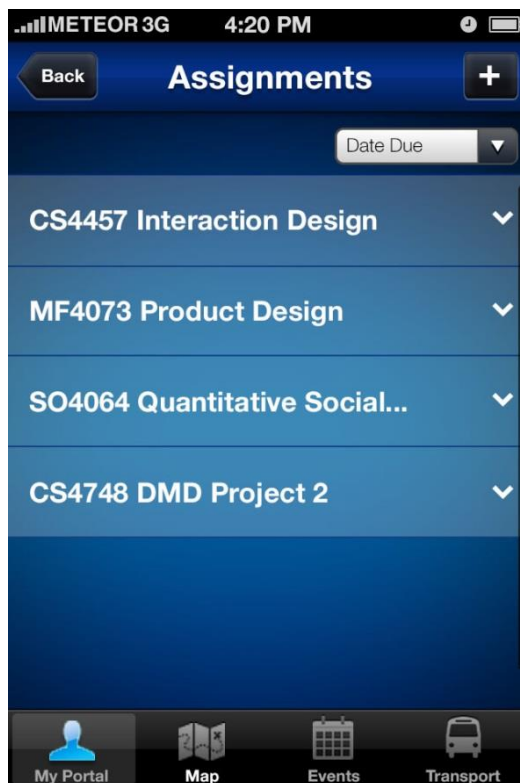 METEOR 3G 4:20 PM
Back Assignments +
Date Due
CS4457 Interaction Design
MF4073 Product Design
SO4064 Quantitative Social...
CS4748 DMD Project 2
My Portal Map Events Transport